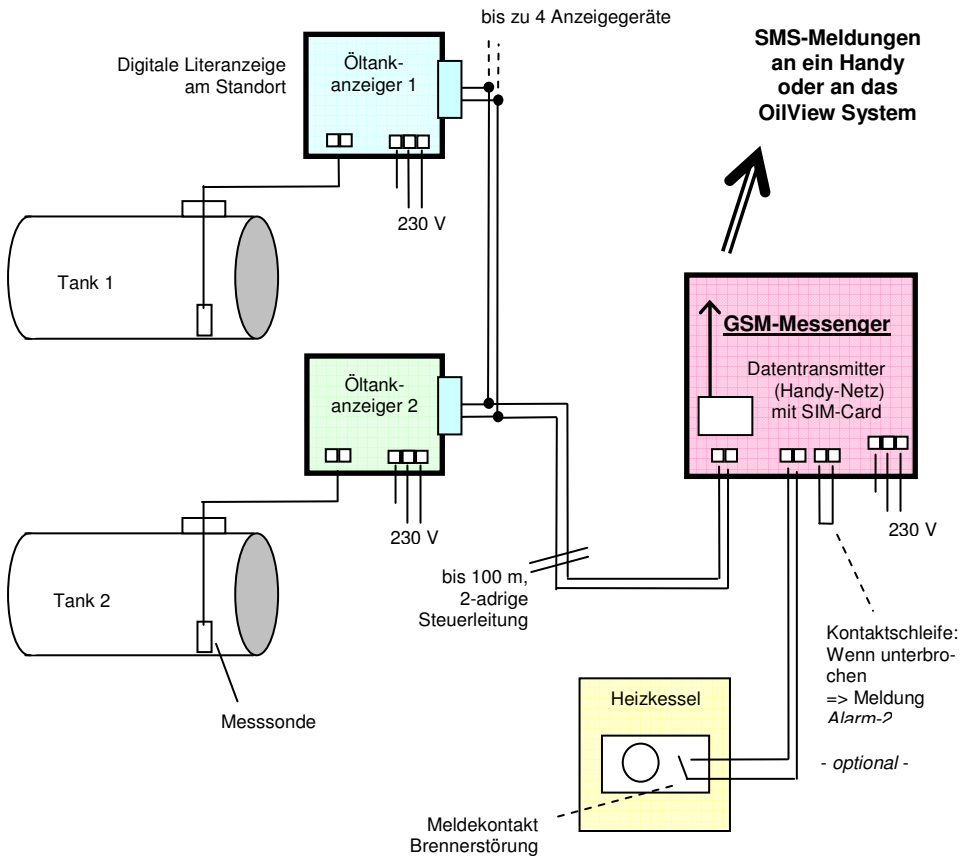 bis zu 4 Anzeigegeräte
Digitale Literanzeige
am Standort
Öltank-
anzeiger 1
230 V
Tank 1
SMS-Meldungen
an ein Handy
oder an das
OilView System
GSM-Messenger
Datentransmitter
(Handy-Netz)
mit SIM-Card
230 V
Öltank-
anzeiger 2
230 V
Tank 2
Messsonde
bis 100 m,
2-adrige
Steuerleitung
Kontaktschleife:
Wenn unterbro-
chen
=> Meldung
Alarm-2
- optional -
Heizkessel
Meldekontakt
Brennerstörung